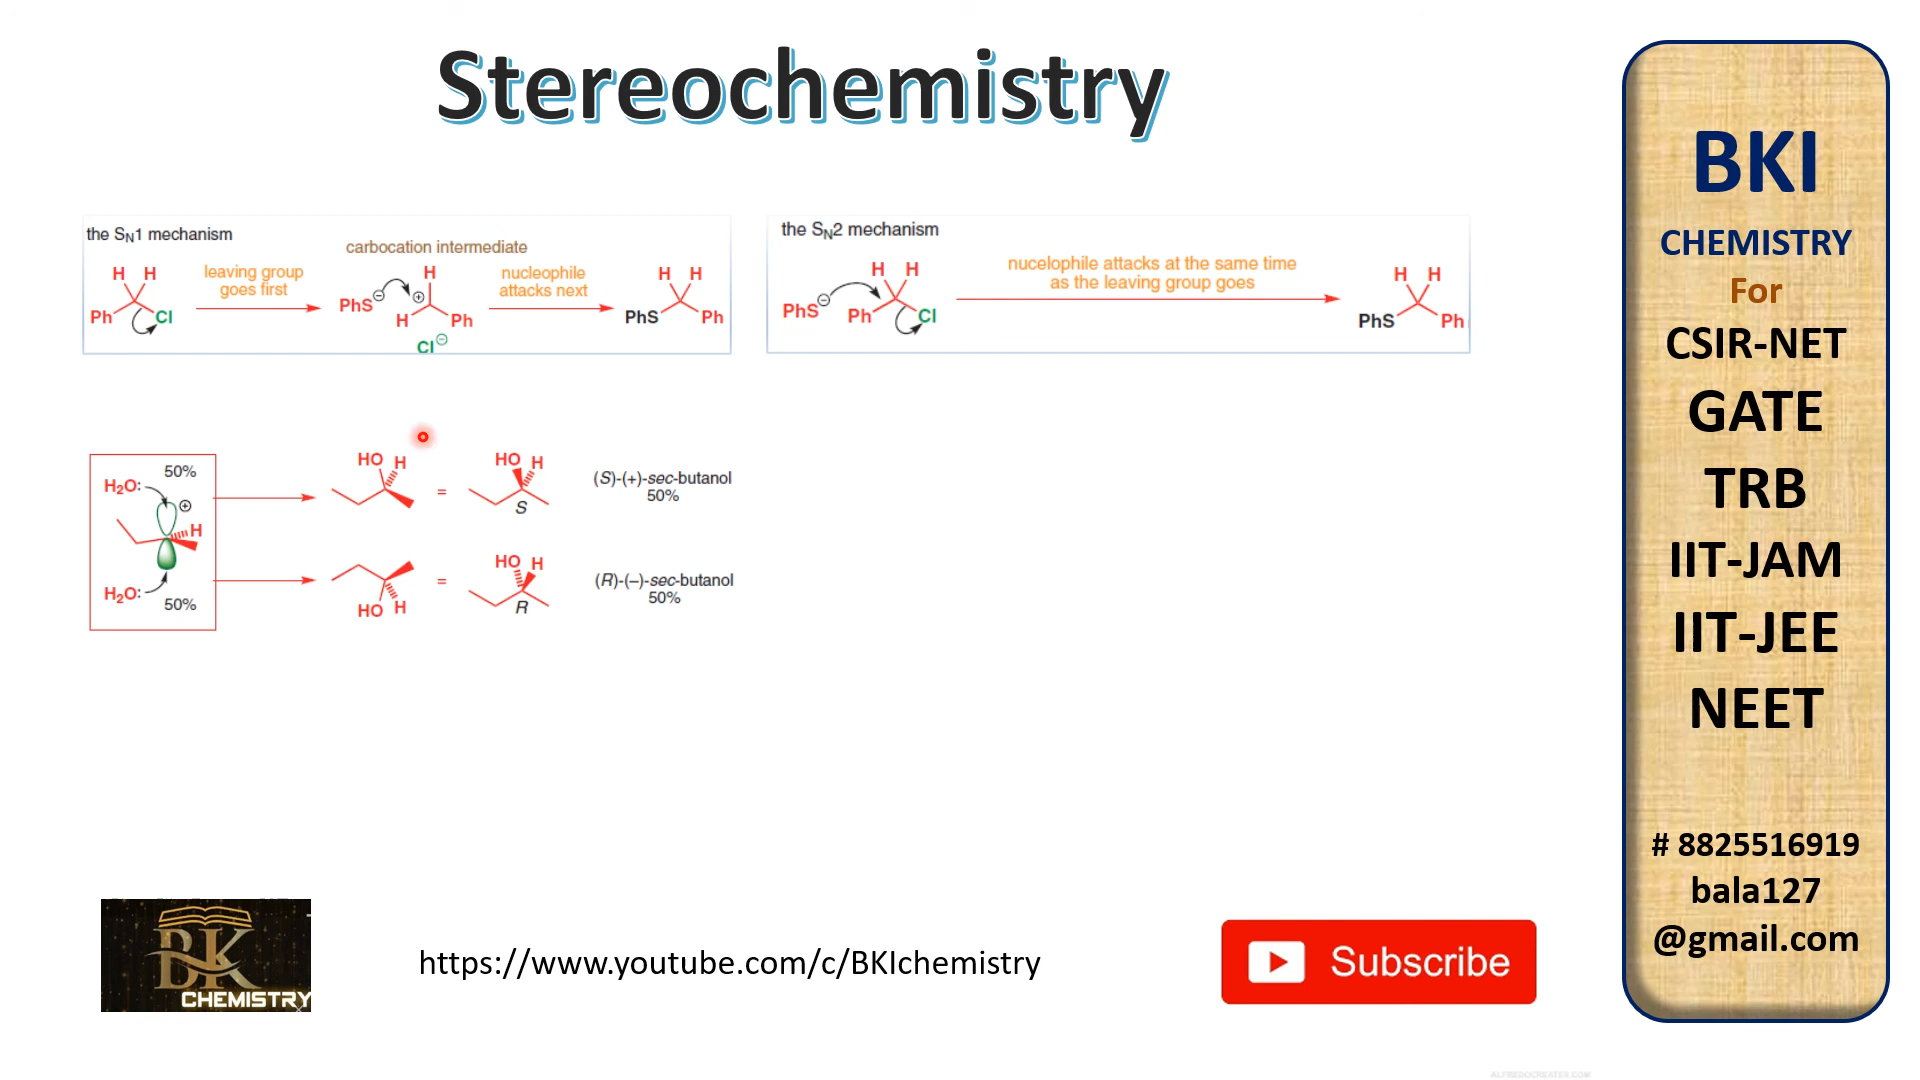 Stereochemistry
the SN1 mechanism
carbocation intermediate
H H
Ph Cl
leaving group
goes first
PhS⊖ ⊕ H
H Ph
Cl⊖
nucleophile
attacks next
H H
PhS Ph
the SN2 mechanism
H H
PhS⊖ Ph Cl
nucelophile attacks at the same time
as the leaving group goes
H H
PhS Ph
50%
H2O:
⊕
H
H2O:
50%
HO H
=
HO H
S
(S)-(+)-sec-butanol
50%
HO H
=
HO H
R
(R)-(–)-sec-butanol
50%
BK
CHEMISTRY
https://www.youtube.com/c/BKIchemistry
Subscribe
BKI
CHEMISTRY
For
CSIR-NET
GATE
TRB
IIT-JAM
IIT-JEE
NEET
# 8825516919
bala127
@gmail.com
ALFREDOCREATES.COM